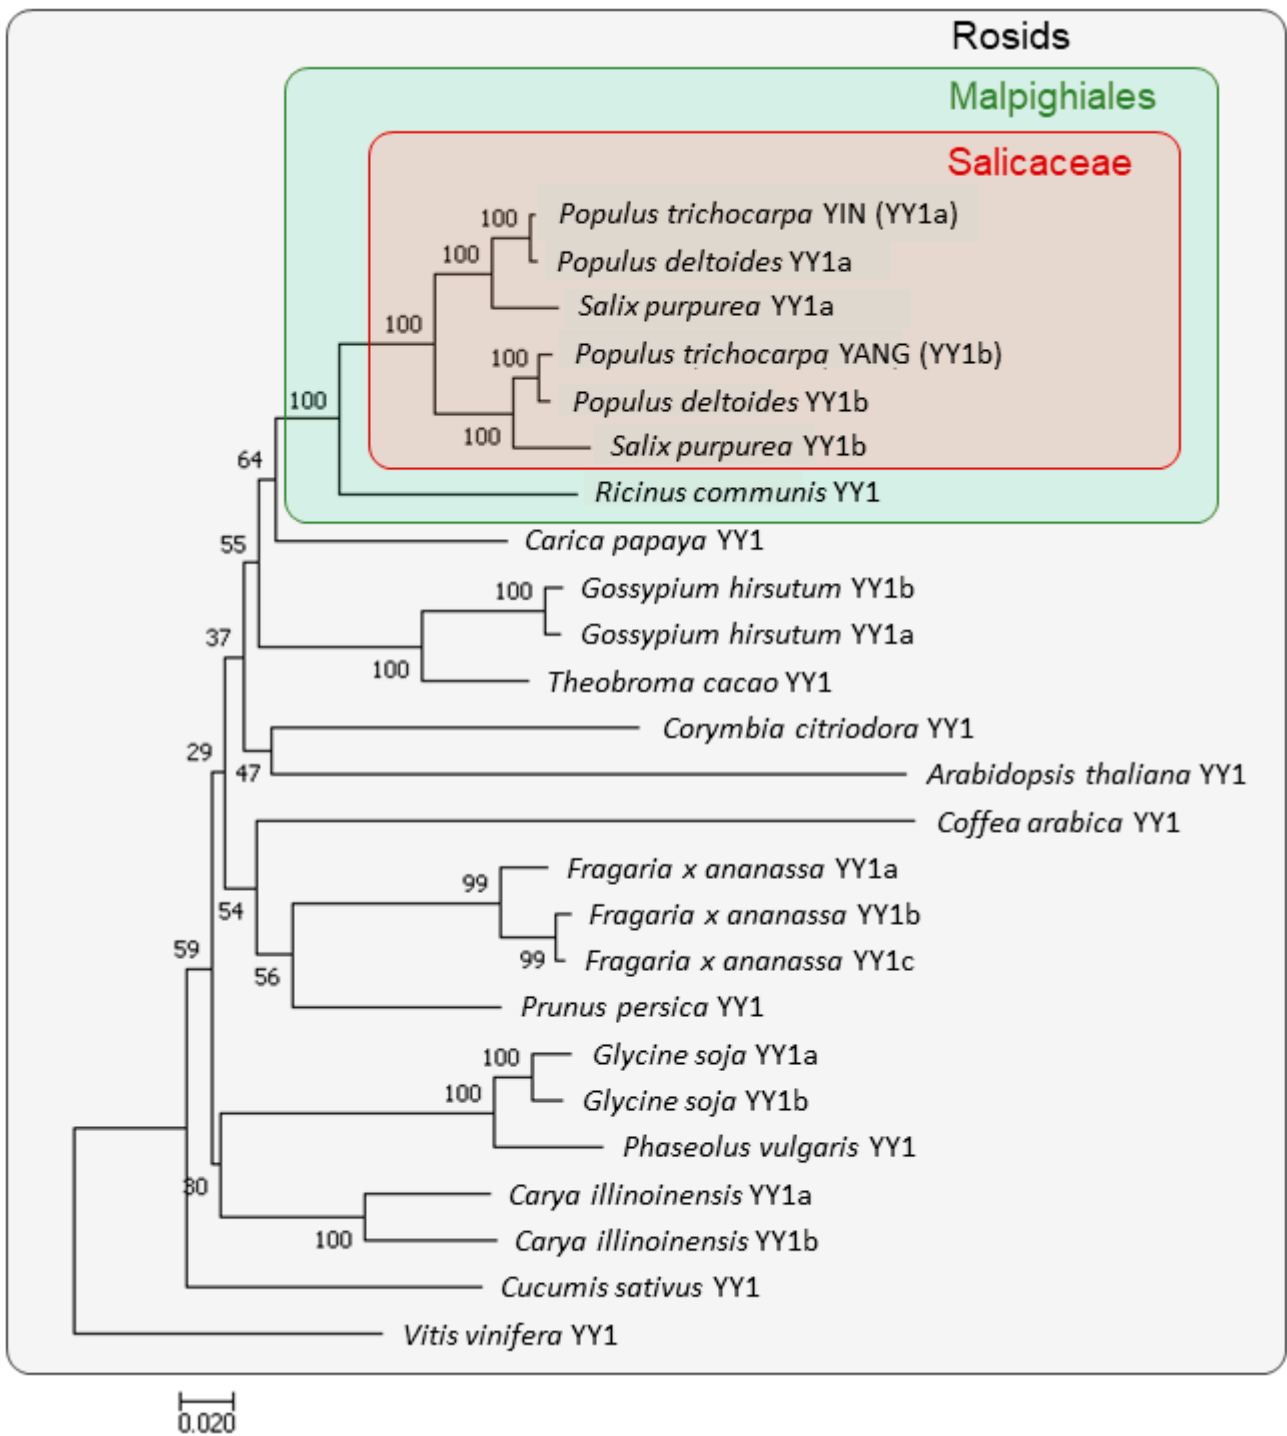 Rosids
Malpighiales
Salicaceae
100
Populus trichocarpa YIN (YY1a)
100
Populus deltoides YY1a
Salix purpurea YY1a
100
100
Populus trichocarpa YANG (YY1b)
100
Populus deltoides YY1b
100
Salix purpurea YY1b
64
Ricinus communis YY1
55
Carica papaya YY1
100
Gossypium hirsutum YY1b
37
Gossypium hirsutum YY1a
100
Theobroma cacao YY1
Corymbia citriodora YY1
29
47
Arabidopsis thaliana YY1
Coffea arabica YY1
99
Fragaria x ananassa YY1a
54
Fragaria x ananassa YY1b
59
99
Fragaria x ananassa YY1c
56
Prunus persica YY1
100
Glycine soja YY1a
100
Glycine soja YY1b
Phaseolus vulgaris YY1
30
Carya illinoinensis YY1a
100
Carya illinoinensis YY1b
Cucumis sativus YY1
Vitis vinifera YY1
0.020